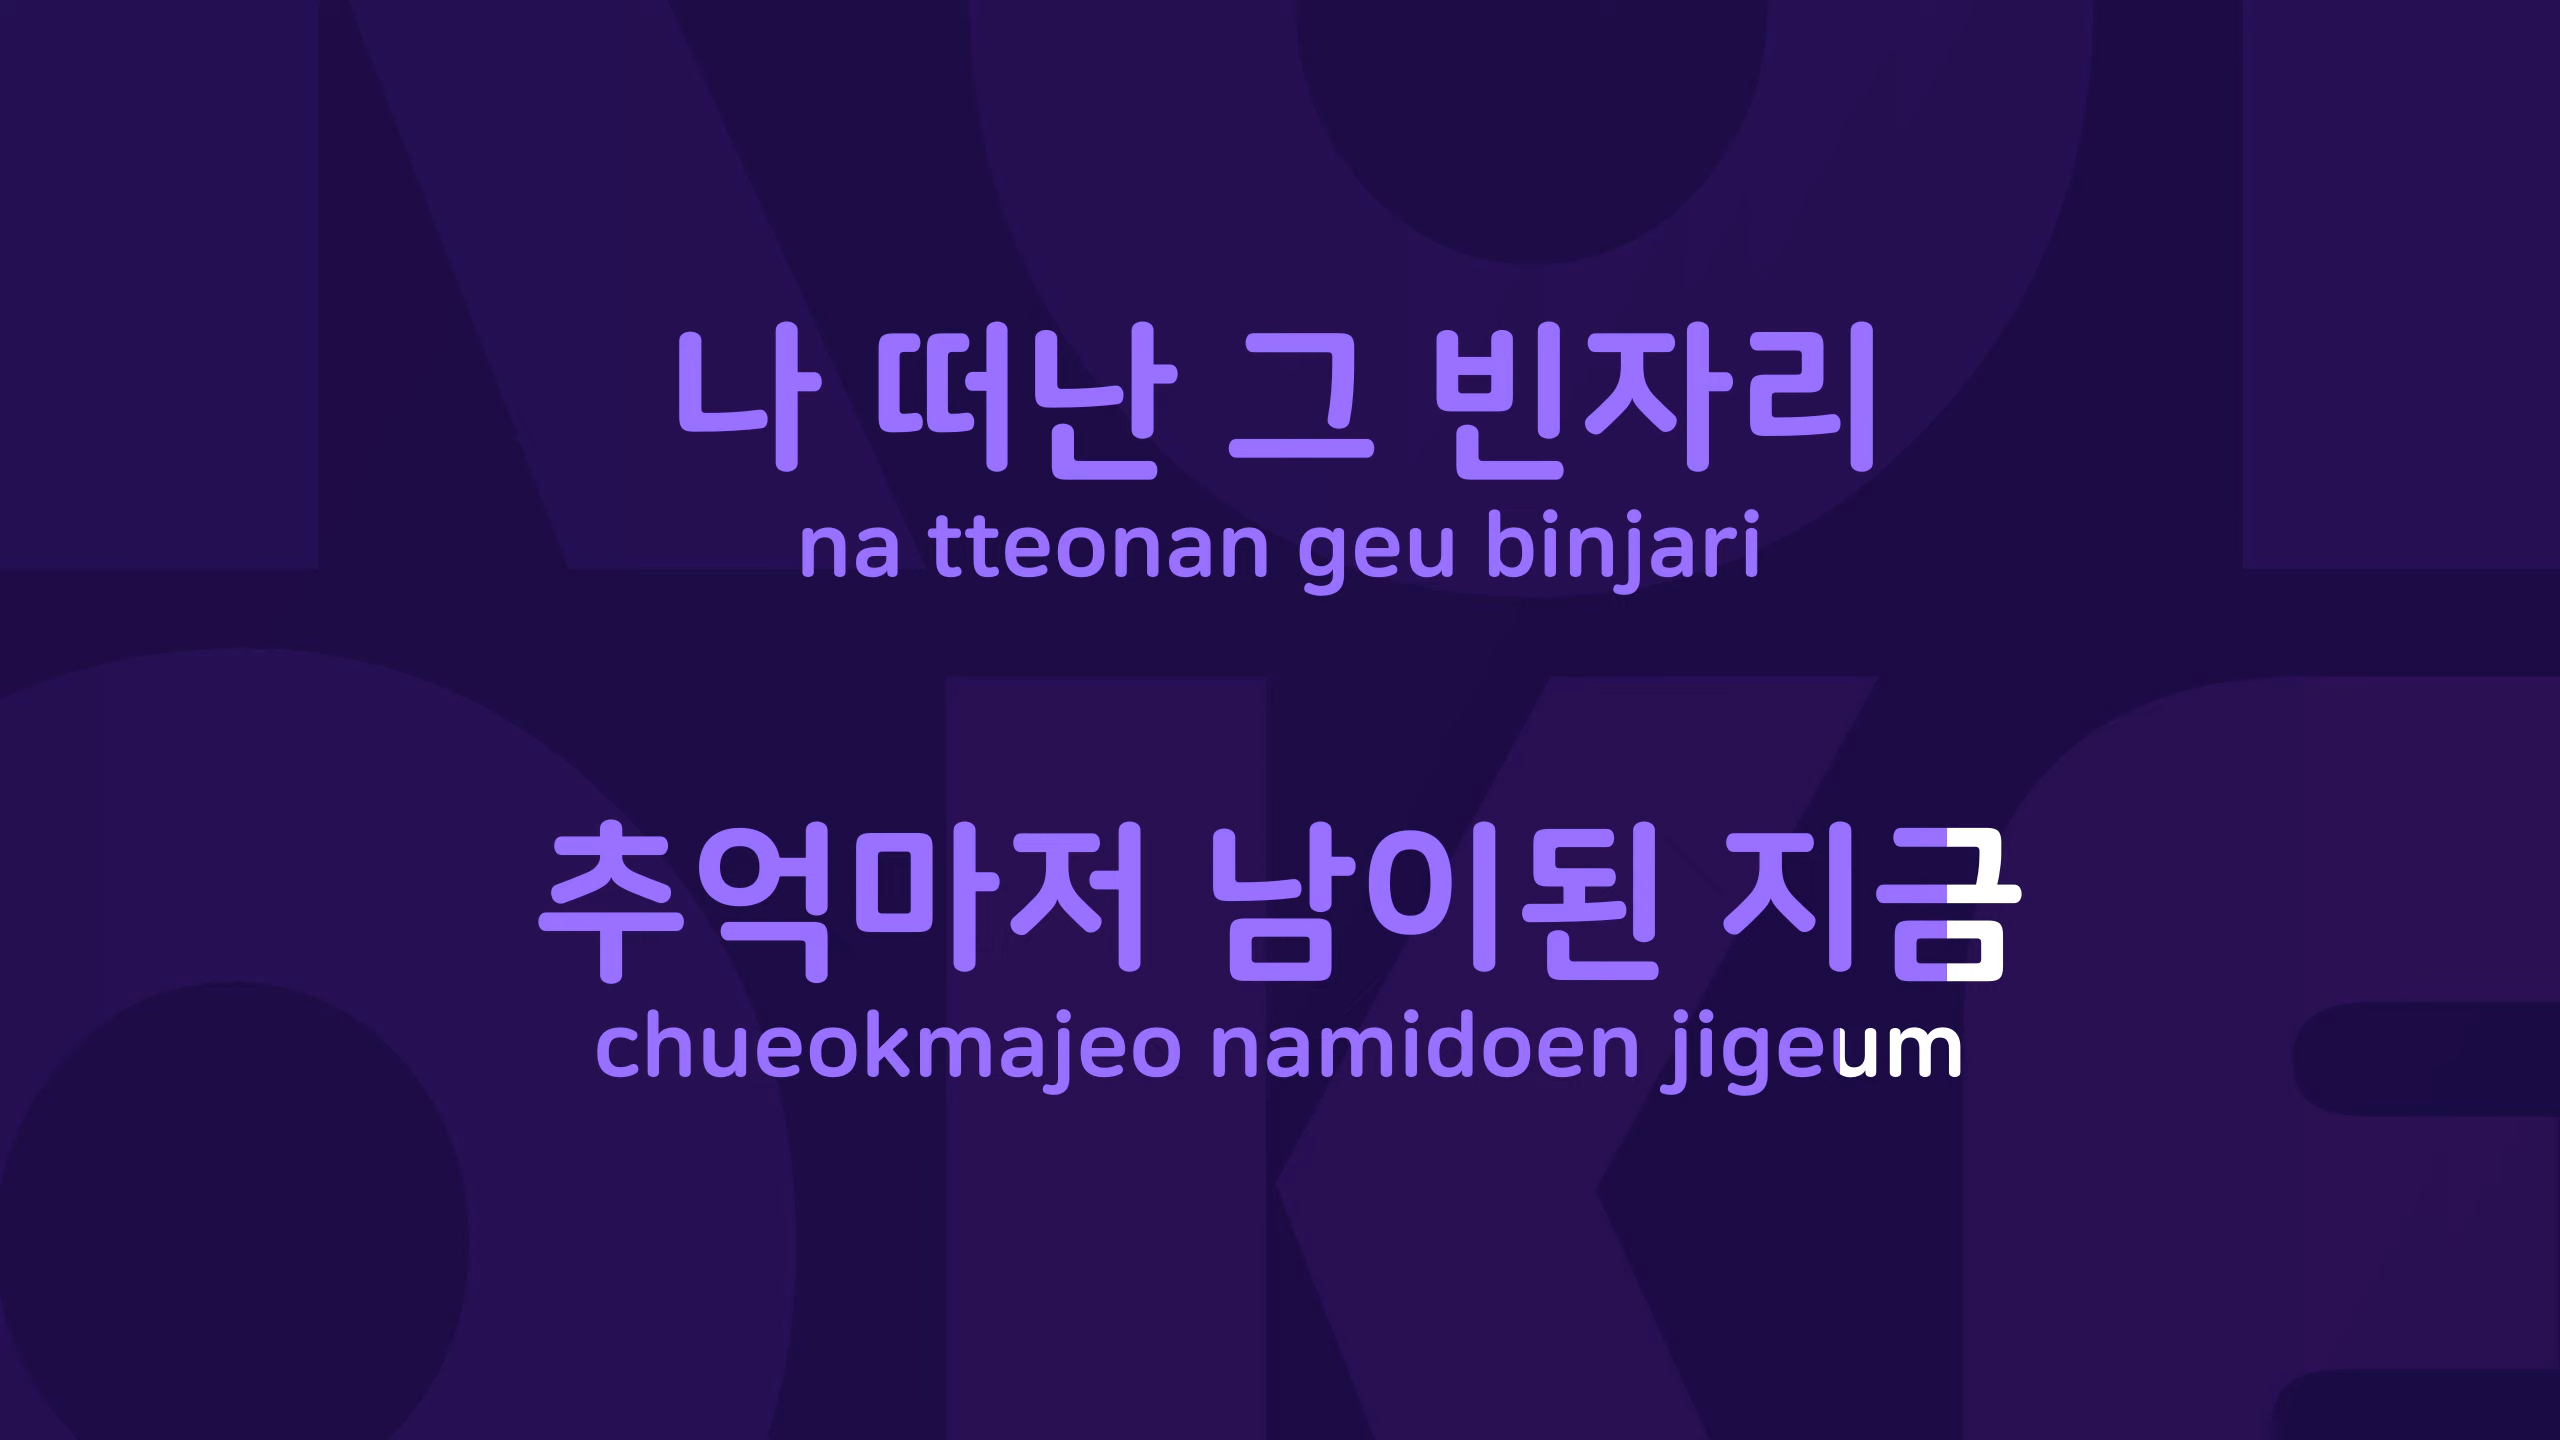 나 떠난 그 빈자리
na tteonan geu binjari
추억마저 남이된 지금
chueokmajeo namidoen jigeum